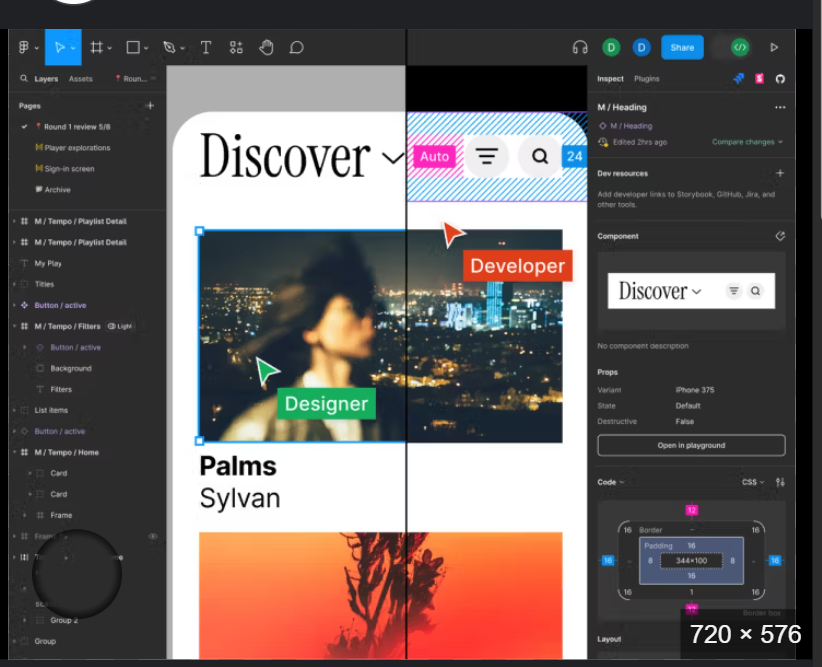 Share
Layers Assets Roun...
Pages
Round 1 review 5/8
Player explorations
Sign-in screen
Archive
M / Tempo / Playlist Detail
M / Tempo / Playlist Detail
My Play
Titles
Button / active
M / Tempo / Filters Light
Button / active
Background
Filters
List items
Button / active
M / Tempo / Home
Card
Card
Frame
Group 2
Group
Discover
Auto
24
Developer
Designer
Palms
Sylvan
D
D
Inspect Plugins
M / Heading
M / Heading
Edited 2hrs ago Compare changes
Dev resources
Add developer links to Storybook, GitHub, Jira, and
other tools.
Component
Discover
No component description
Props
Variant iPhone 375
State Default
Destructive False
Open in playground
Code CSS
12
16 Border - 16
Padding 16
16 - 8 344×100 8 - 16
16
16 1 16
12
Border box
Layout
720 × 576